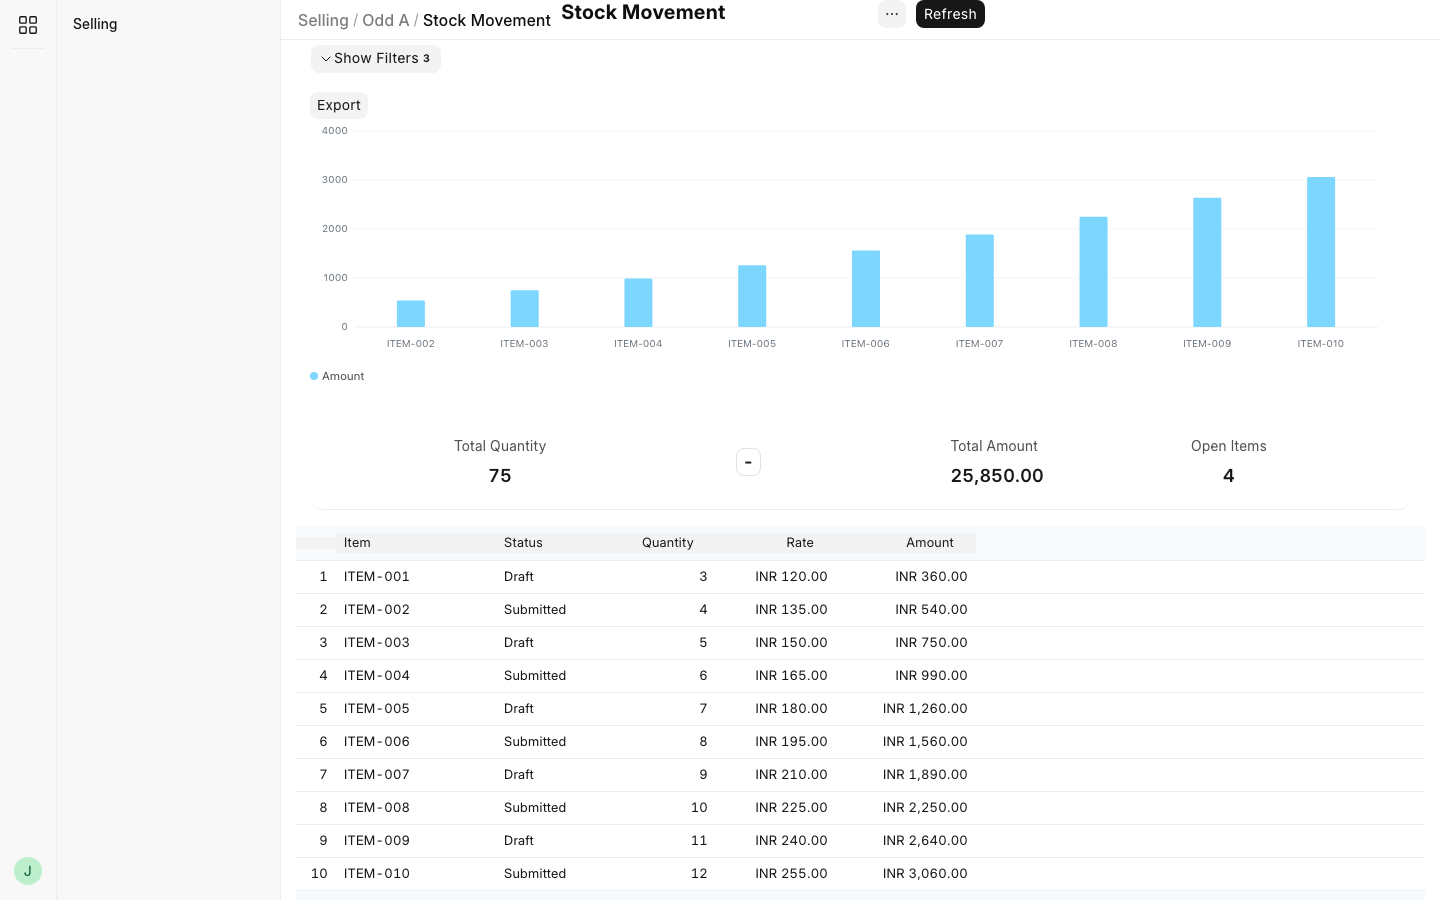 Selling
Selling / Odd A / Stock Movement
Stock Movement
...
Refresh
Show Filters 3
Export
4000
3000
2000
1000
0
ITEM-002 ITEM-003 ITEM-004 ITEM-005 ITEM-006 ITEM-007 ITEM-008 ITEM-009 ITEM-010
Amount
Total Quantity Total Amount Open Items
75 - 25,850.00 4
Item Status Quantity Rate Amount
1 ITEM-001 Draft 3 INR 120.00 INR 360.00
2 ITEM-002 Submitted 4 INR 135.00 INR 540.00
3 ITEM-003 Draft 5 INR 150.00 INR 750.00
4 ITEM-004 Submitted 6 INR 165.00 INR 990.00
5 ITEM-005 Draft 7 INR 180.00 INR 1,260.00
6 ITEM-006 Submitted 8 INR 195.00 INR 1,560.00
7 ITEM-007 Draft 9 INR 210.00 INR 1,890.00
8 ITEM-008 Submitted 10 INR 225.00 INR 2,250.00
9 ITEM-009 Draft 11 INR 240.00 INR 2,640.00
10 ITEM-010 Submitted 12 INR 255.00 INR 3,060.00
J